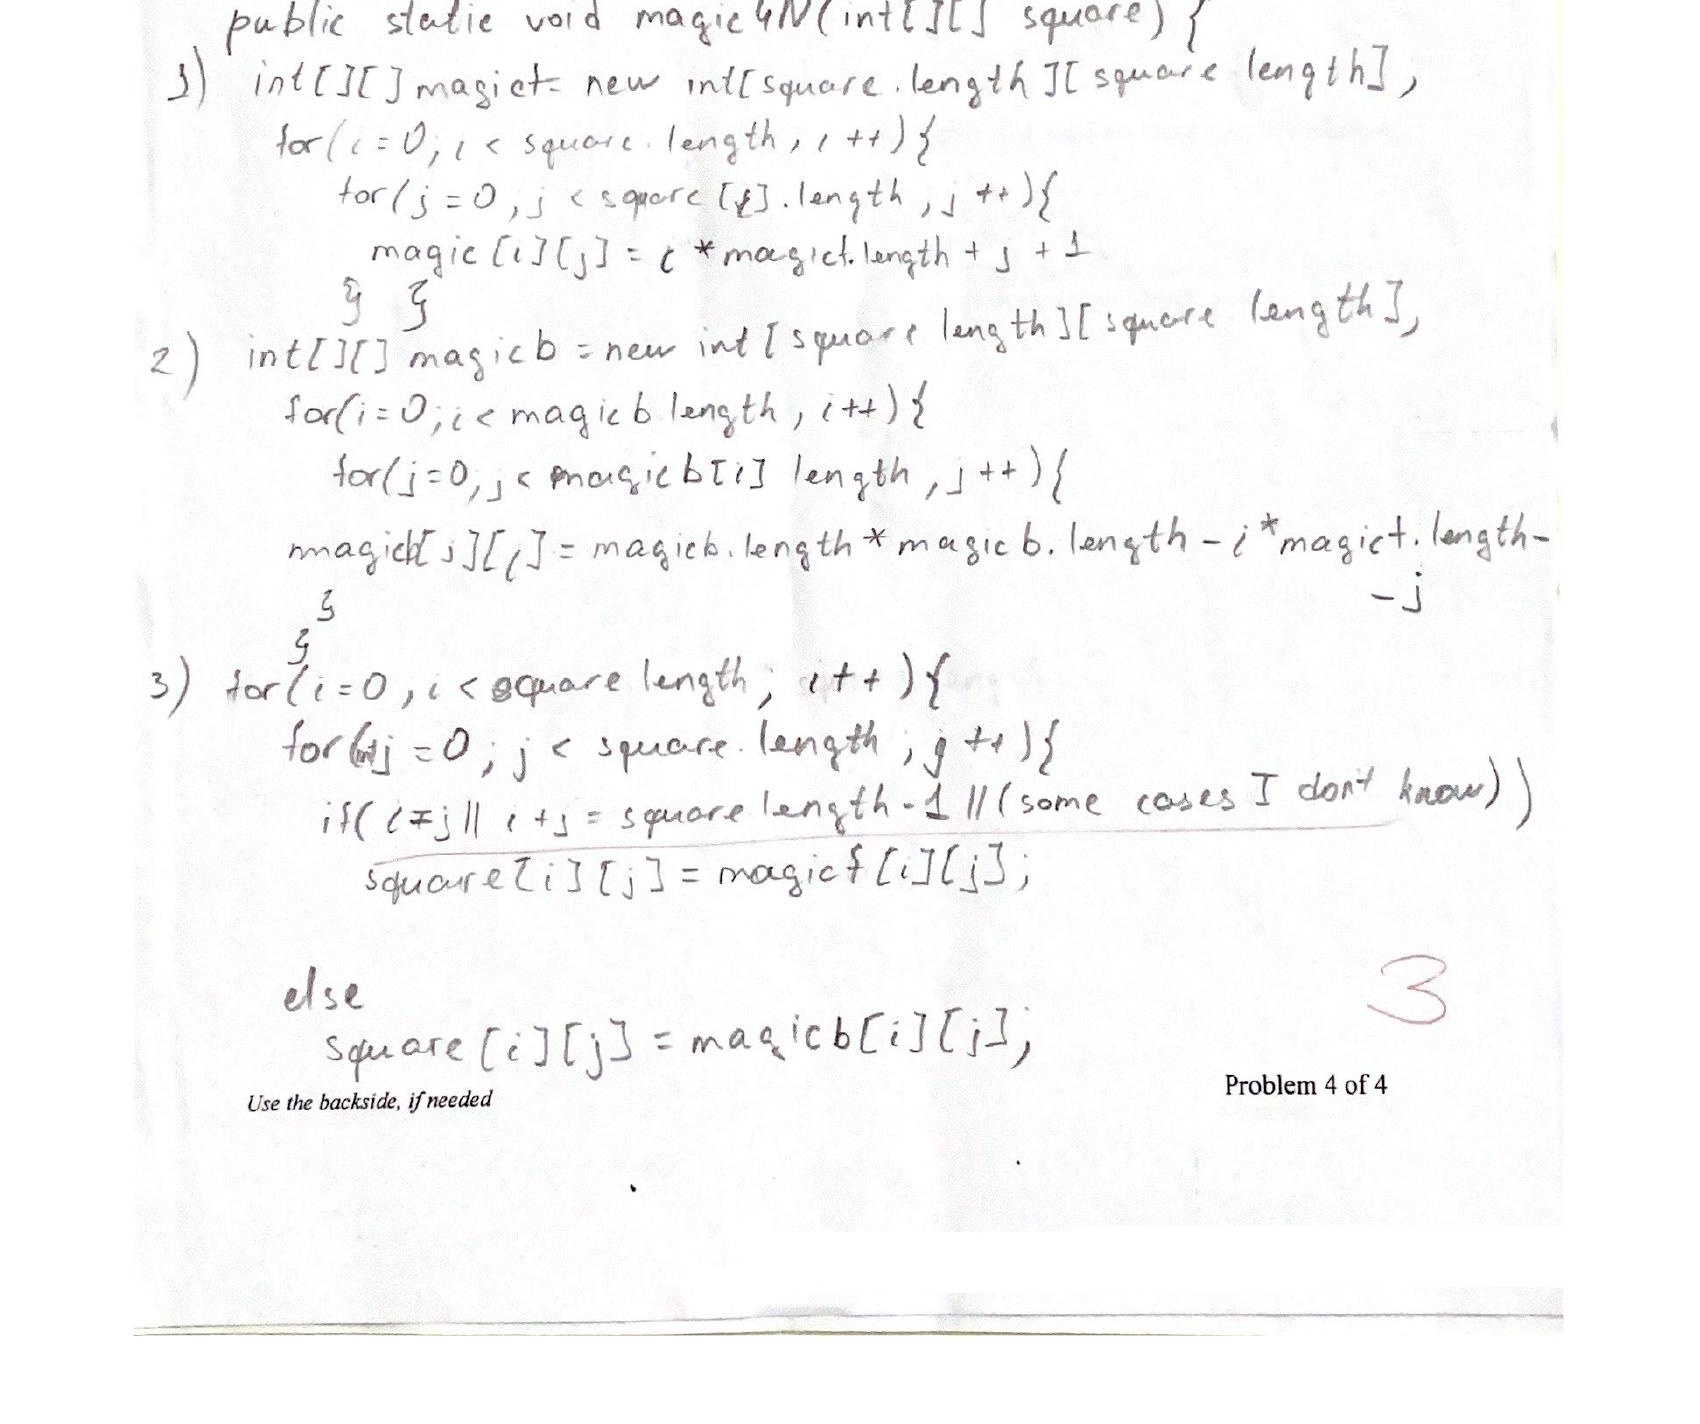 public static void magic4N(int[][] square) {
1) int[][] magict= new int[square.length][square length],
for(i=0; i < square.length, i ++){
for(j=0, j < square [i].length, j ++){
magic [i][j] = i *magict.length + j + 1
} }
2) int[][] magicb = new int [square length][square length],
for(i=0; i < magicb length, i++){
for(j=0, j < magicb[i] length, j ++){
magicb[j][i] = magicb.length * magicb.length - i *magict.length-
-j
}
}
3) for(i=0, i < square length; i++){
for(int j =0; j < square.length; j ++){
if( i=j || i+j = square length-1 || (some cases I don't know))
square[i][j] = magict[i][j];
else
square[i][j] = magicb[i][j];
3
Use the backside, if needed
Problem 4 of 4